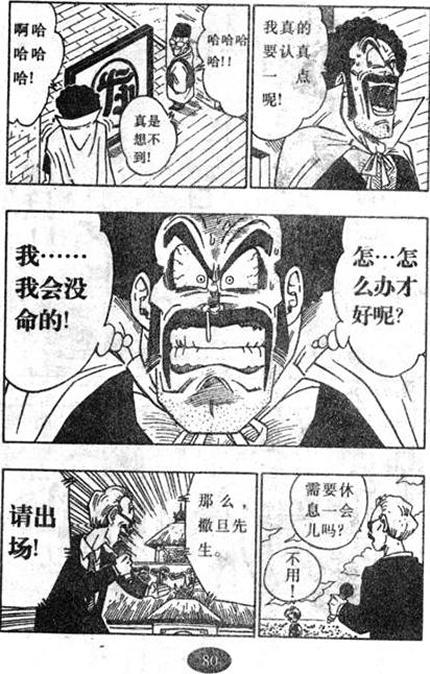 我真的
要认真
一点
呢!
哈哈哈
哈!!
真是
想不
到!
啊哈
哈哈
哈!
怎…怎
么办才
好呢?
我……
我会没
命的!
需要休
息一会
儿吗?
不
用!
那么,
撒旦先
生。
请出
场!
80